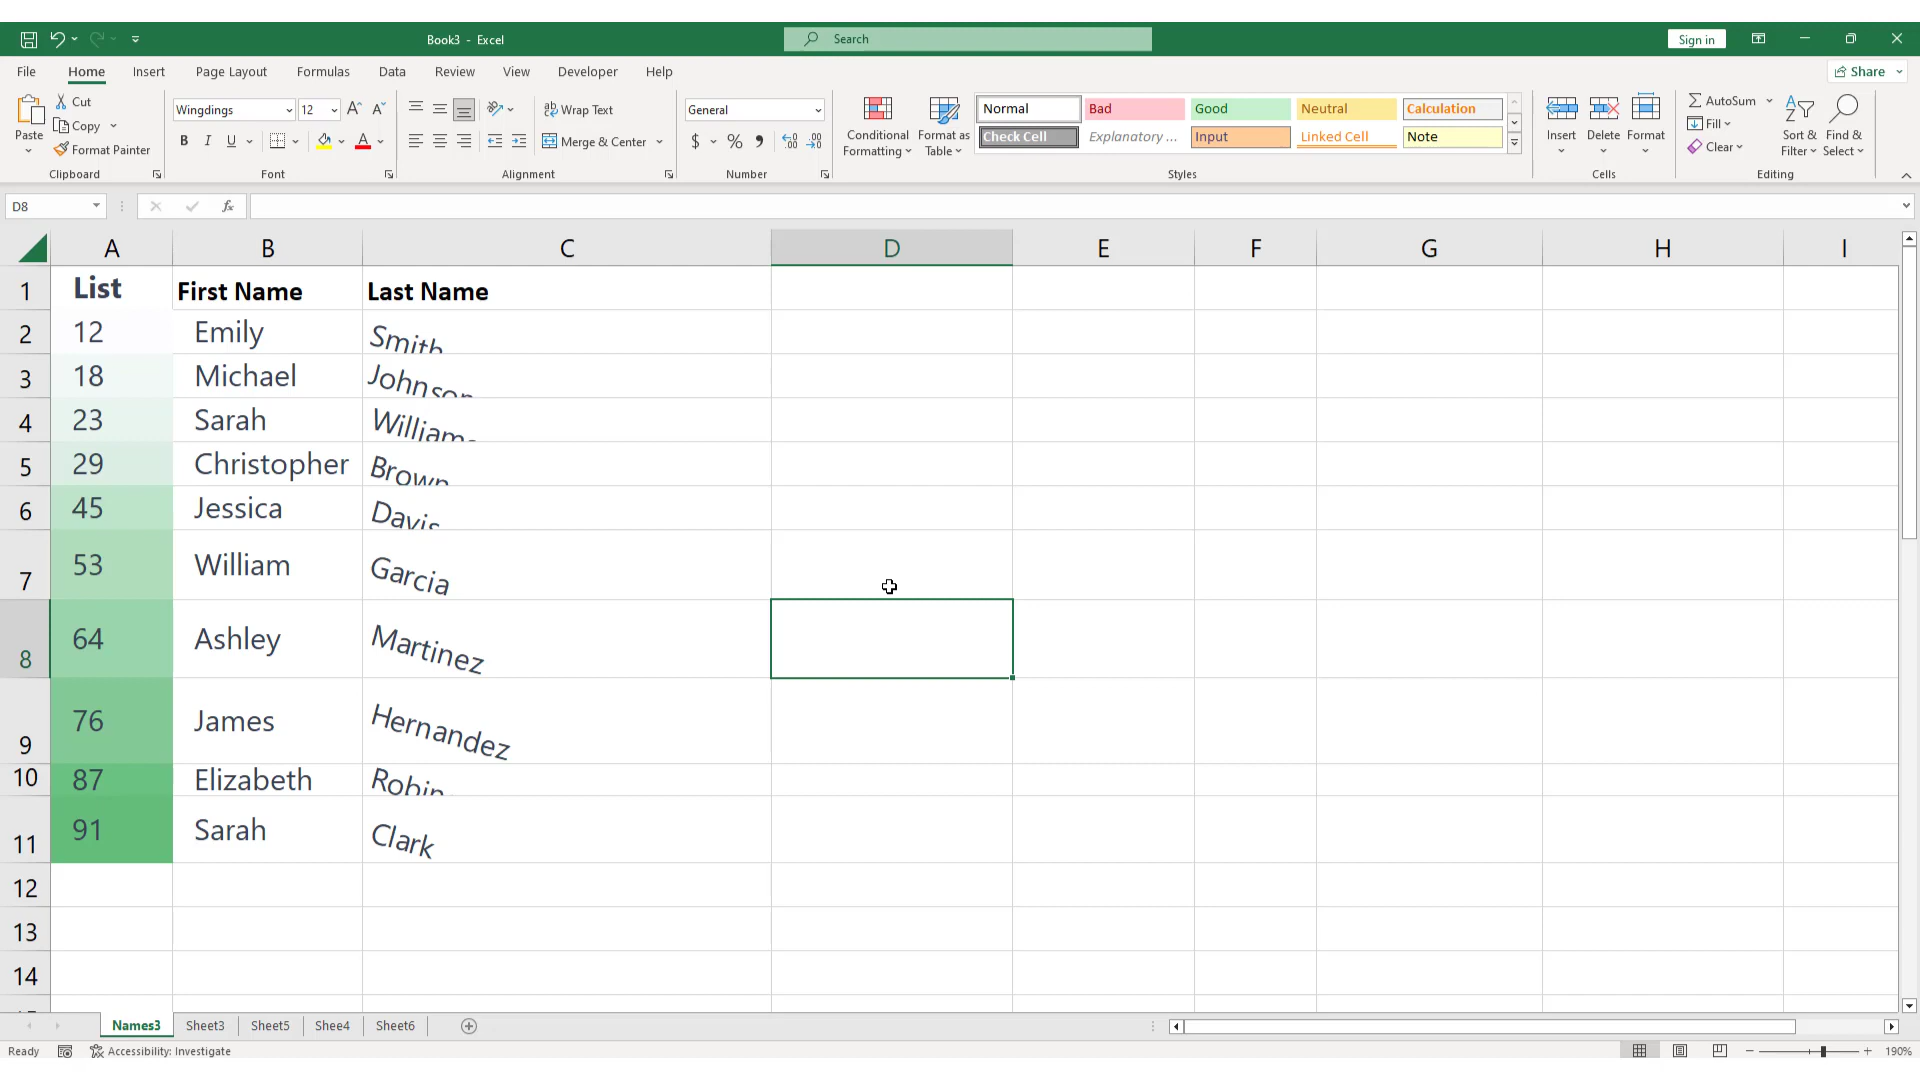 Book3 - Excel
Search
Sign in
File Home Insert Page Layout Formulas Data Review View Developer Help
Share
Paste
Cut
Copy
Format Painter
Clipboard
Wingdings 12
B I U
Font
Wrap Text
Merge & Center
Alignment
General
$ % ,
Number
Conditional Formatting
Format as Table
Normal Bad Good Neutral Calculation
Check Cell Explanatory ... Input Linked Cell Note
Styles
Insert Delete Format
Cells
AutoSum
Fill
Clear
Sort & Filter
Find & Select
Editing
D8
fx
A B C D E F G H I
1 List First Name Last Name
2 12 Emily Smith
3 18 Michael Johnson
4 23 Sarah Williams
5 29 Christopher Brown
6 45 Jessica Davis
7 53 William Garcia
8 64 Ashley Martinez
9 76 James Hernandez
10 87 Elizabeth Robin
11 91 Sarah Clark
12
13
14
Names3 Sheet3 Sheet5 Shee4 Sheet6
Ready Accessibility: Investigate 190%